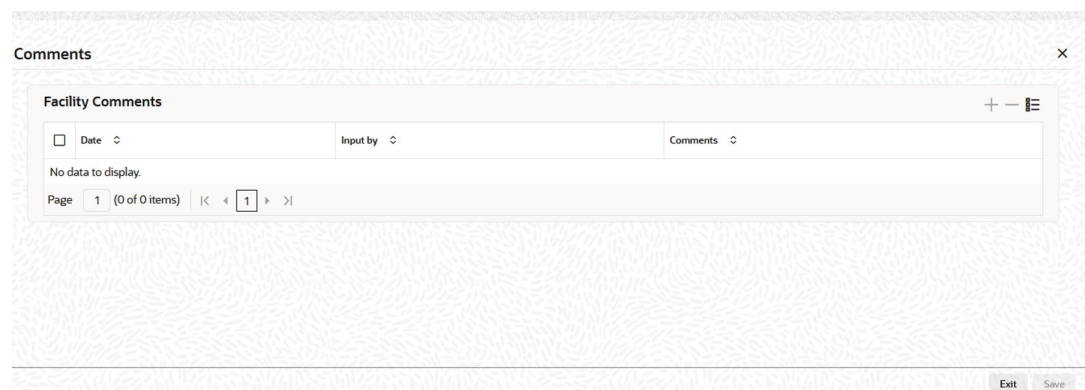 Comments
Facility Comments
Date Input by Comments
No data to display.
Page 1 (0 of 0 items) 1
Exit Save